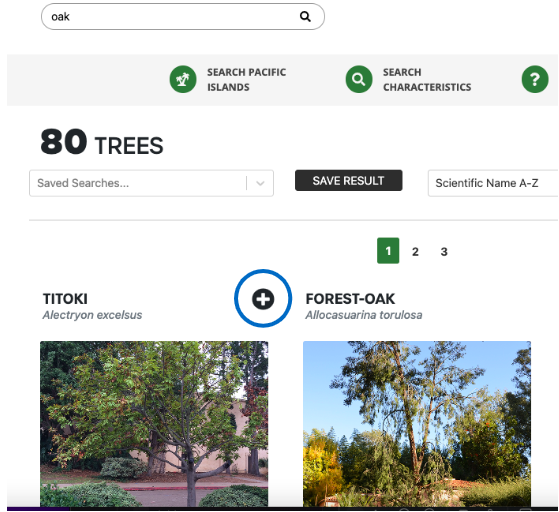 oak
SEARCH PACIFIC
ISLANDS
SEARCH
CHARACTERISTICS
?
80 TREES
Saved Searches...
SAVE RESULT
Scientific Name A-Z
1 2 3
TITOKI
Alectryon excelsus
FOREST-OAK
Allocasuarina torulosa